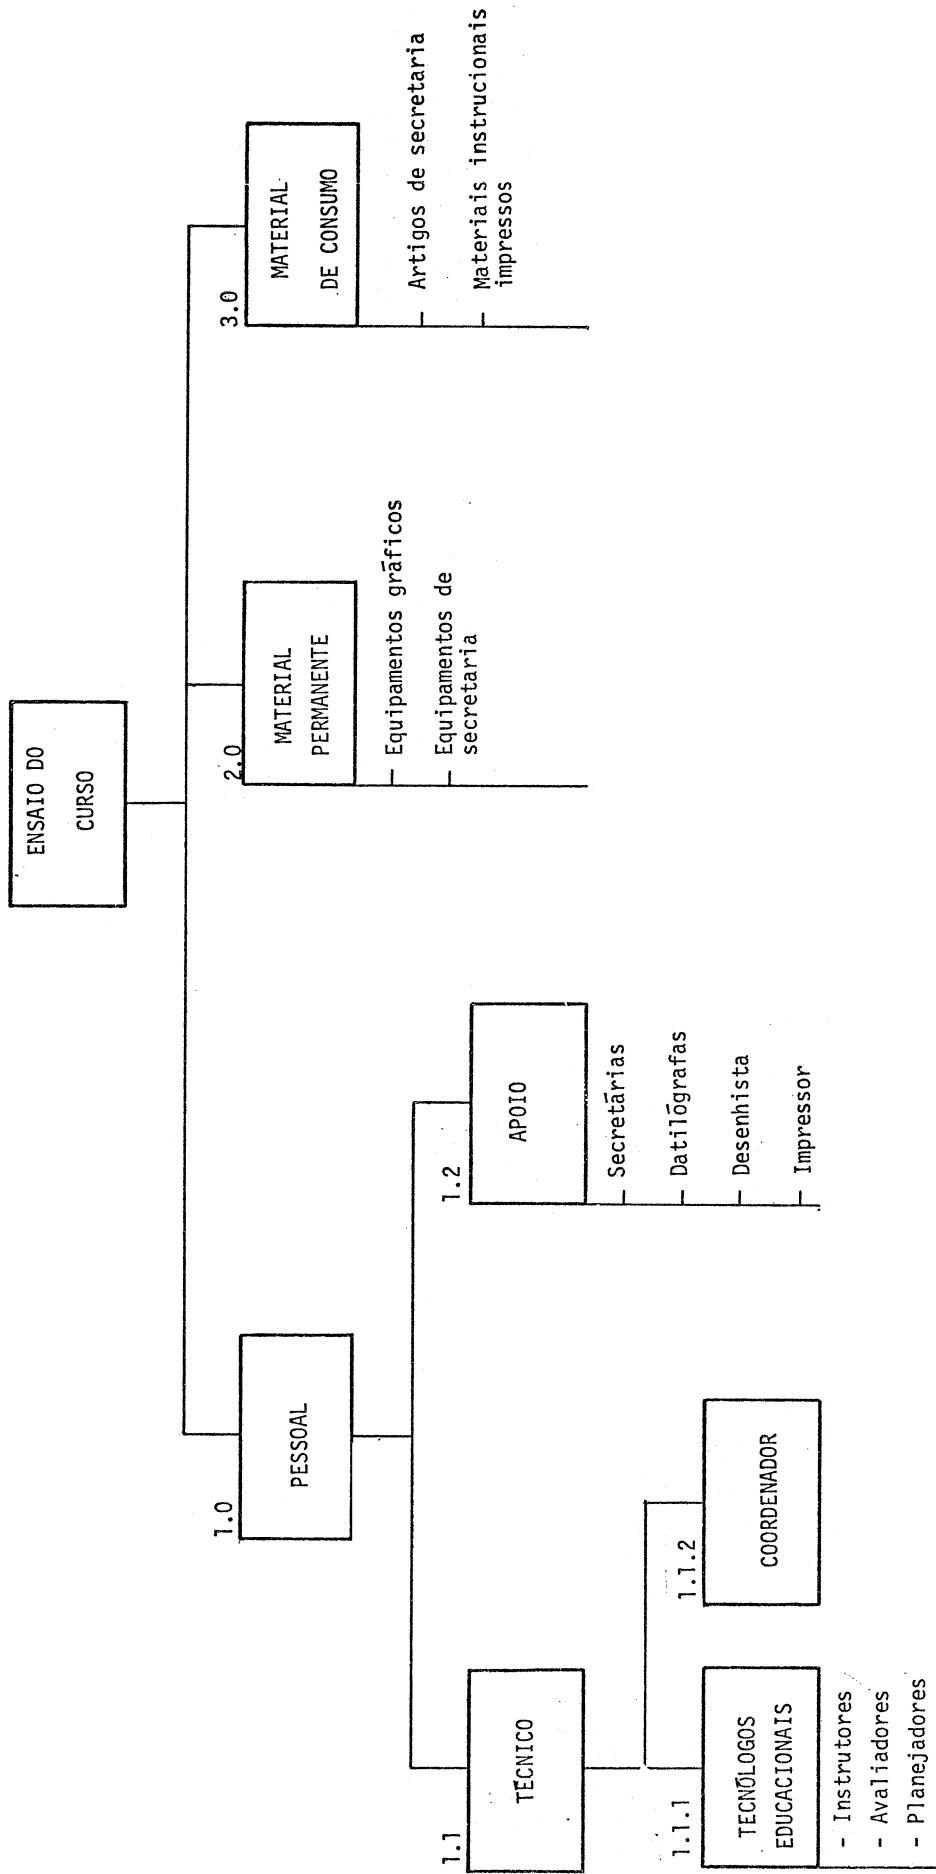 ENSAIO DO
CURSO
1.0
PESSOAL
2.0
MATERIAL
PERMANENTE
Equipamentos gráficos
Equipamentos de
secretaria
3.0
MATERIAL
DE CONSUMO
Artigos de secretaria
Materiais instrucionais
impressos
1.1
TÉCNICO
1.2
APOIO
Secretárias
Datilógrafas
Desenhista
Impressor
1.1.1
TECNÓLOGOS
EDUCACIONAIS
- Instrutores
- Avaliadores
- Planejadores
1.1.2
COORDENADOR